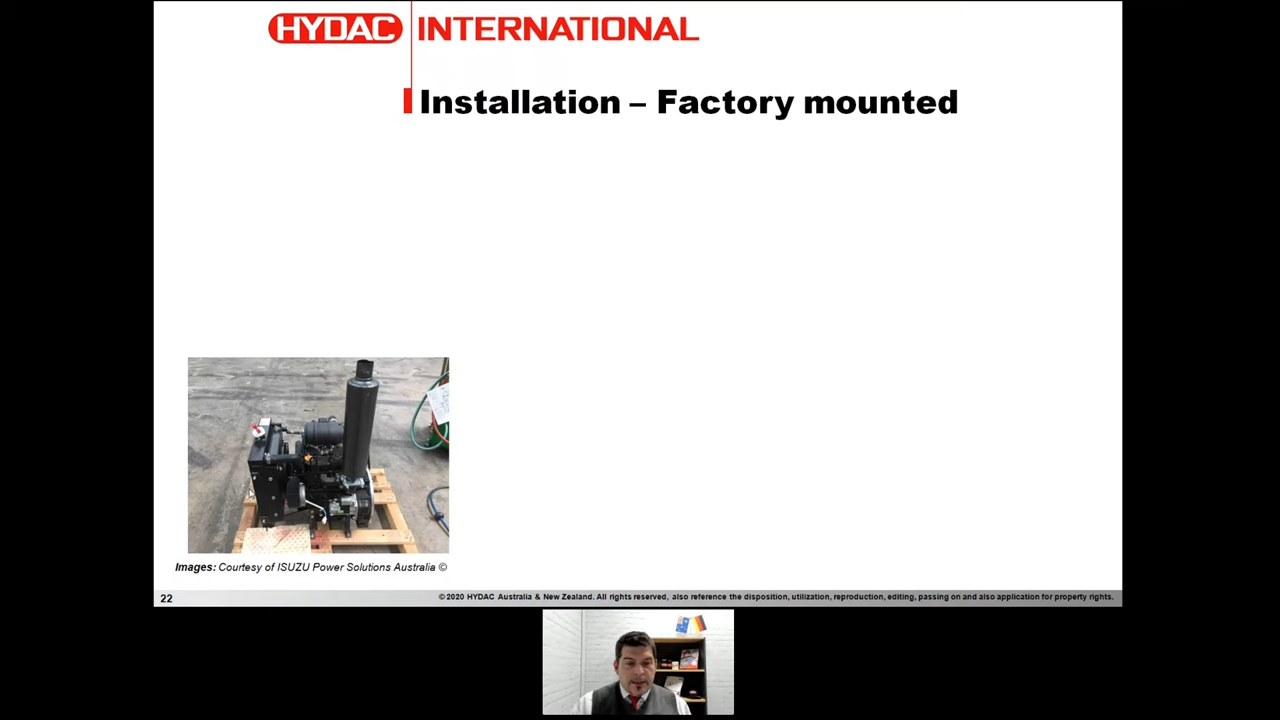 HYDAC INTERNATIONAL
Installation – Factory mounted
Images: Courtesy of ISUZU Power Solutions Australia ©
22
© 2020 HYDAC Australia & New Zealand. All rights reserved, also reference the disposition, utilization, reproduction, editing, passing on and also application for property rights.